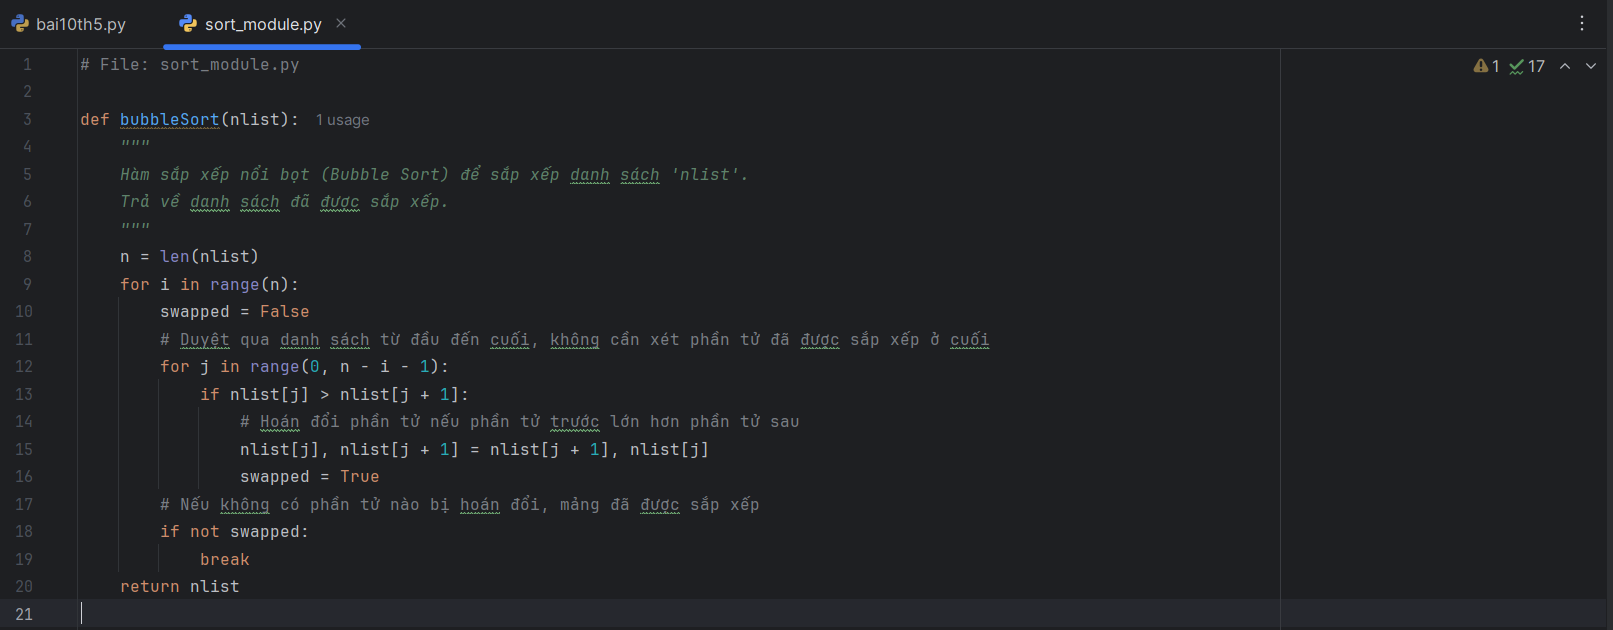 bai10th5.py sort_module.py
1 # File: sort_module.py 1 17
2
3 def bubbleSort(nlist): 1 usage
4 """
5 Hàm sắp xếp nổi bọt (Bubble Sort) để sắp xếp danh sách 'nlist'.
6 Trả về danh sách đã được sắp xếp.
7 """
8 n = len(nlist)
9 for i in range(n):
10 swapped = False
11 # Duyệt qua danh sách từ đầu đến cuối, không cần xét phần tử đã được sắp xếp ở cuối
12 for j in range(0, n - i - 1):
13 if nlist[j] > nlist[j + 1]:
14 # Hoán đổi phần tử nếu phần tử trước lớn hơn phần tử sau
15 nlist[j], nlist[j + 1] = nlist[j + 1], nlist[j]
16 swapped = True
17 # Nếu không có phần tử nào bị hoán đổi, mảng đã được sắp xếp
18 if not swapped:
19 break
20 return nlist
21